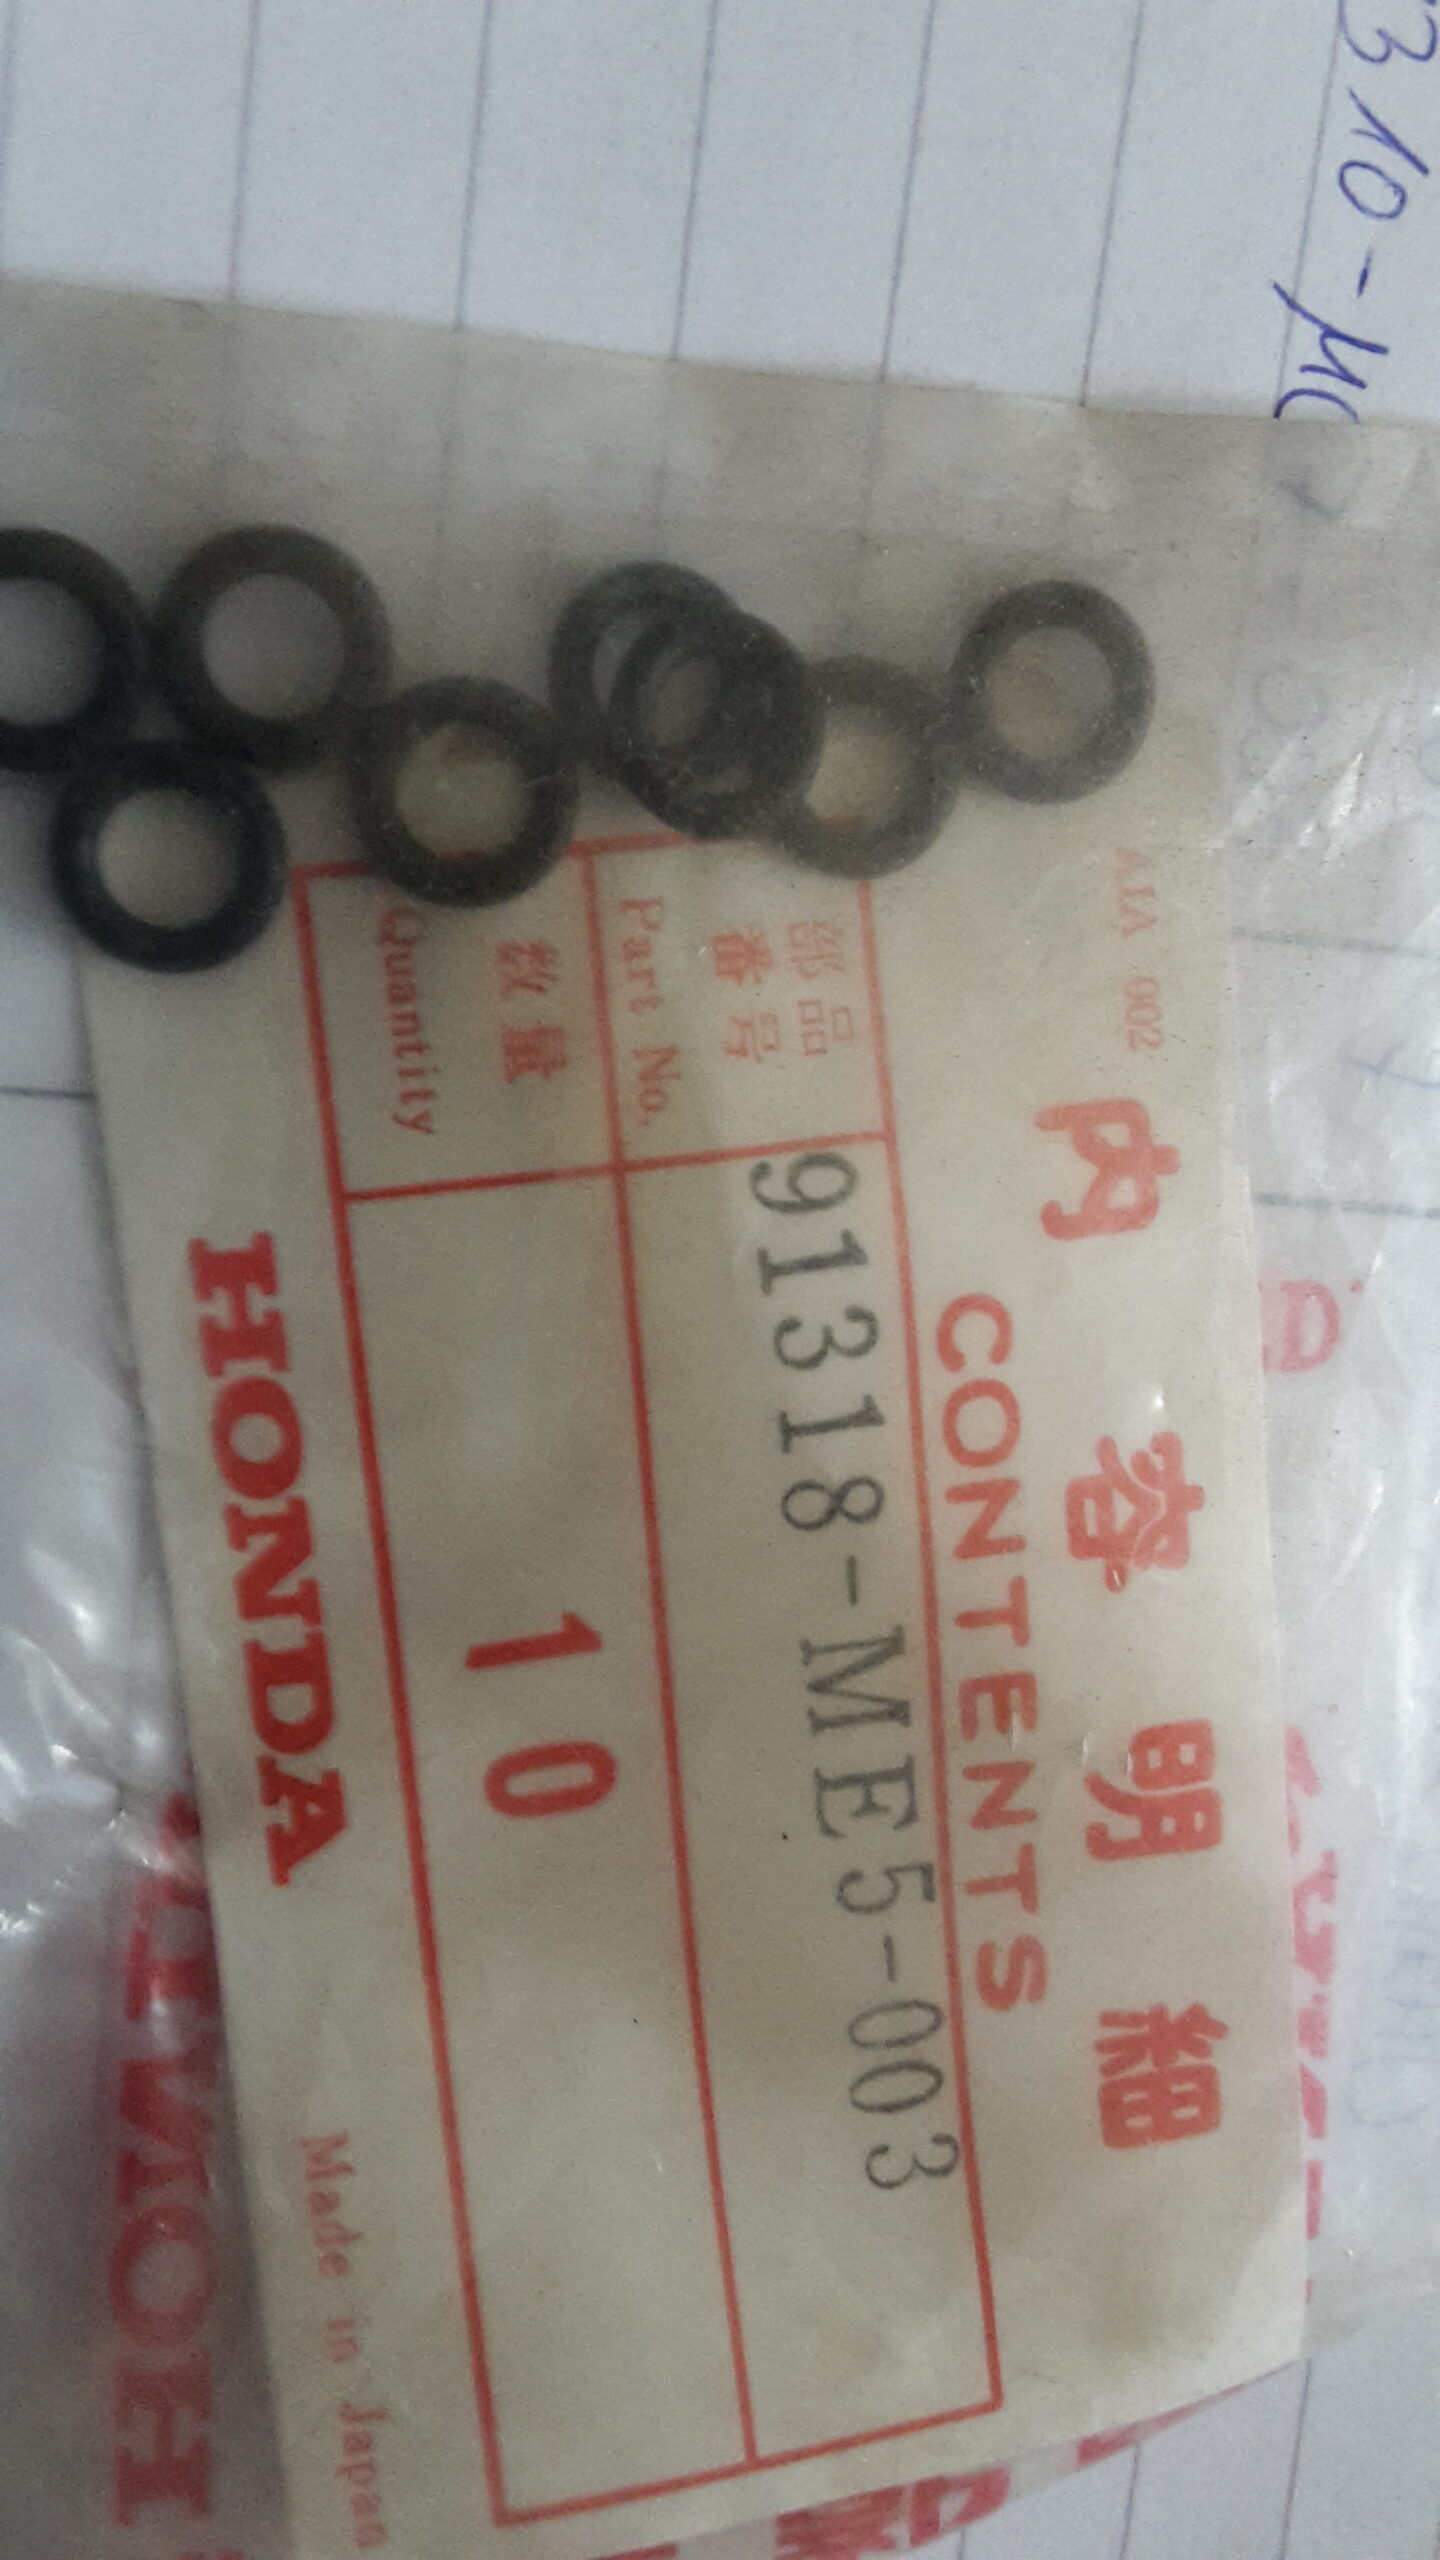 310-M
AIA 002
内容明細
CONTENTS
部品
番号
Part No.
91318-ME5-003
数量
Quantity
10
HONDA
Made in Japan